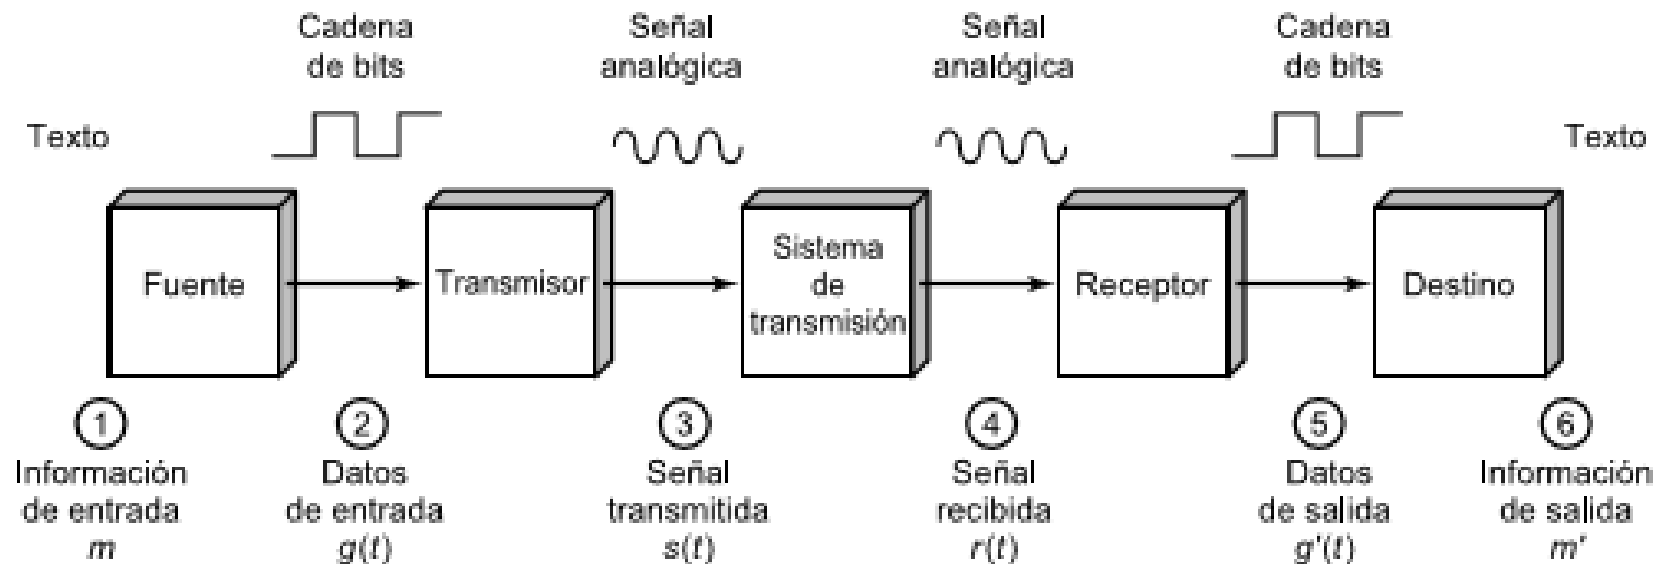 Cadena
de bits
Señal
analógica
Señal
analógica
Cadena
de bits
Texto
Texto
Fuente
Transmisor
Sistema
de
transmisión
Receptor
Destino
1
Información
de entrada
m
2
Datos
de entrada
g(t)
3
Señal
transmitida
s(t)
4
Señal
recibida
r(t)
5
Datos
de salida
g'(t)
6
Información
de salida
m'